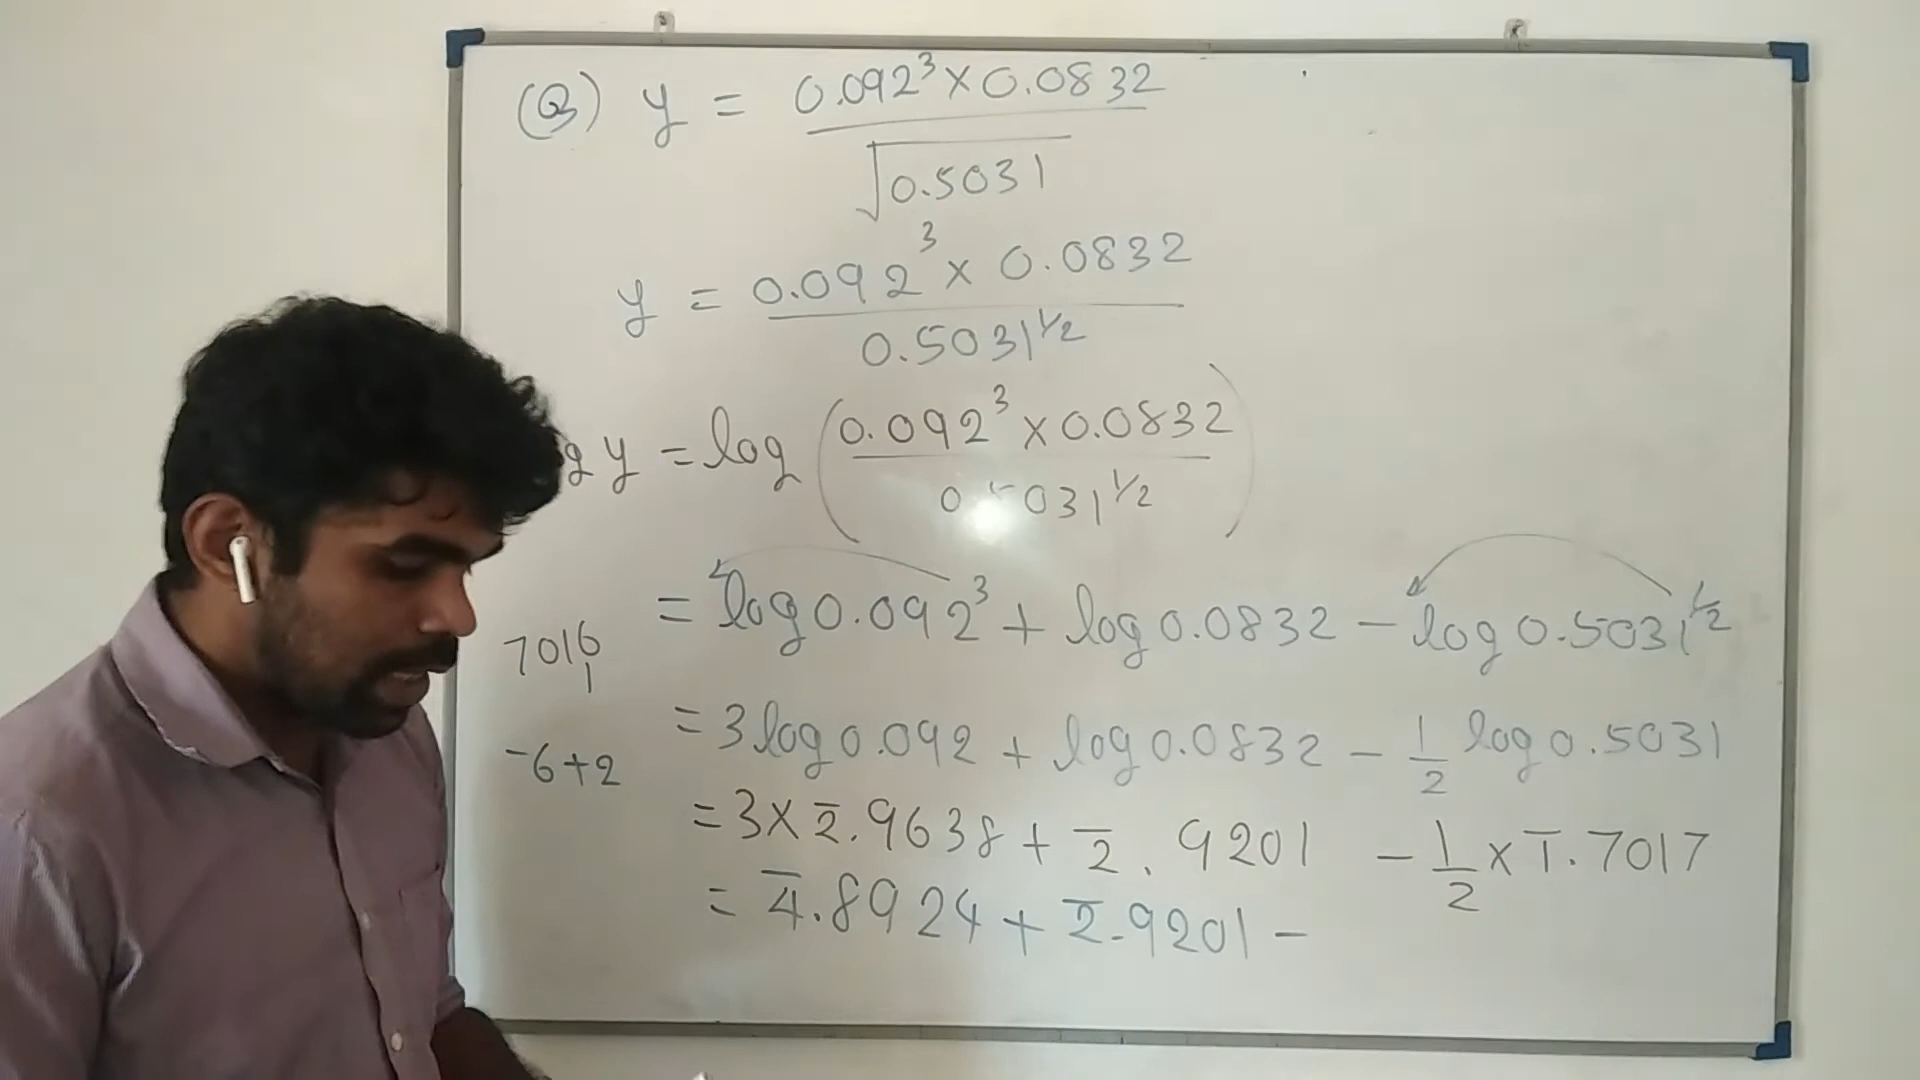 (Q) y = 0.092³ × 0.0832
√0.5031
y = 0.092³ × 0.0832
0.5031^1/2
g y = log (0.092³ × 0.0832
0 031^1/2)
= log 0.092³ + log 0.0832 − log 0.5031^1/2
7016
1
= 3 log 0.092 + log 0.0832 − 1/2 log 0.5031
-6+2
= 3 × 2̄.9638 + 2̄.9201 − 1/2 × 1̄.7017
= 4̄.8924 + 2̄.9201 −